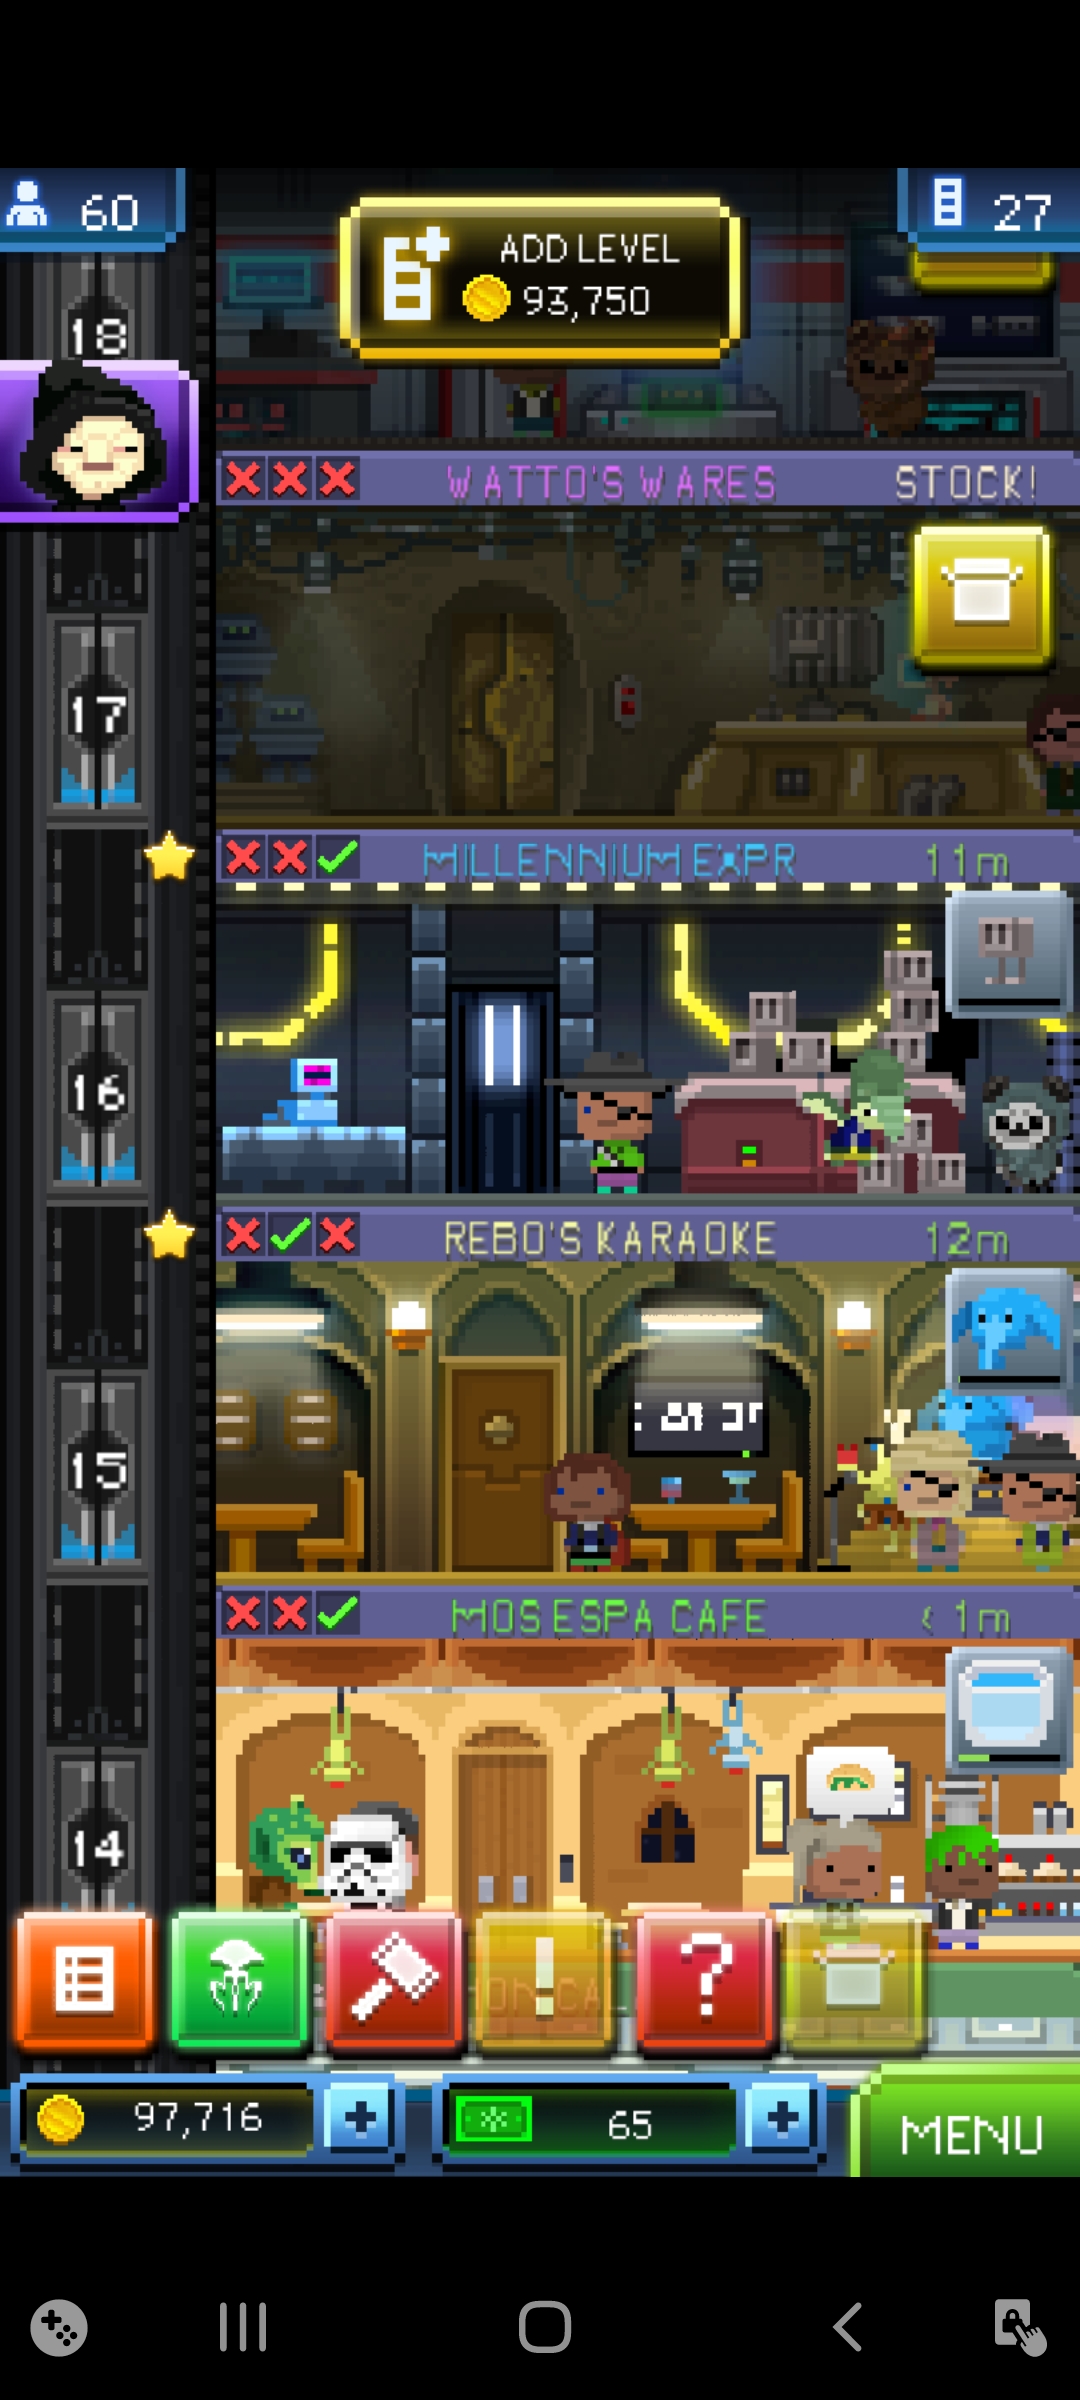 60
ADD LEVEL
93,750
27
18
WATTO'S WARES
STOCK!
17
MILLENNIUM EXPR
11m
16
REBO'S KARAOKE
12m
15
MOS ESPA CAFE
< 1m
14
!
?
97,716
+
65
+
MENU